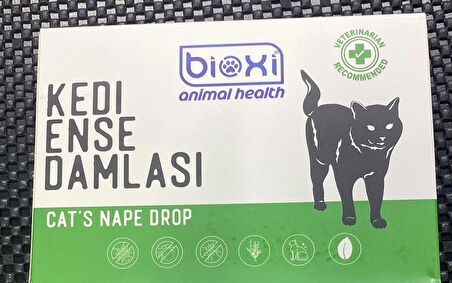 bioxi
animal health
VETERINARIAN
RECOMMENDED
KEDI
ENSE
DAMLASI
CAT'S NAPE DROP